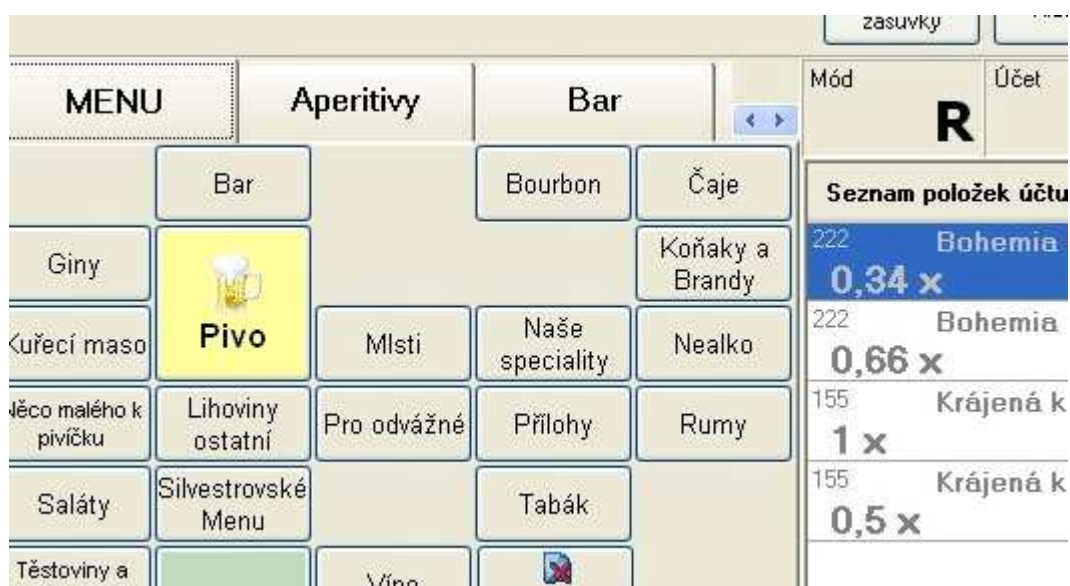 zásuvky
MENU
Aperitivy
Bar
Mód
R
Účet
Bar
Bourbon
Čaje
Seznam položek účtu
Giny
Pivo
Koňaky a
Brandy
222 Bohemia
0,34 x
Kuřecí maso
Mlsti
Naše
speciality
Nealko
222 Bohemia
0,66 x
Něco malého k
pivíčku
Lihoviny
ostatní
Pro odvážné
Přílohy
Rumy
155 Krájená k
1 x
Saláty
Silvestrovské
Menu
Tabák
155 Krájená k
0,5 x
Těstoviny a
Víno